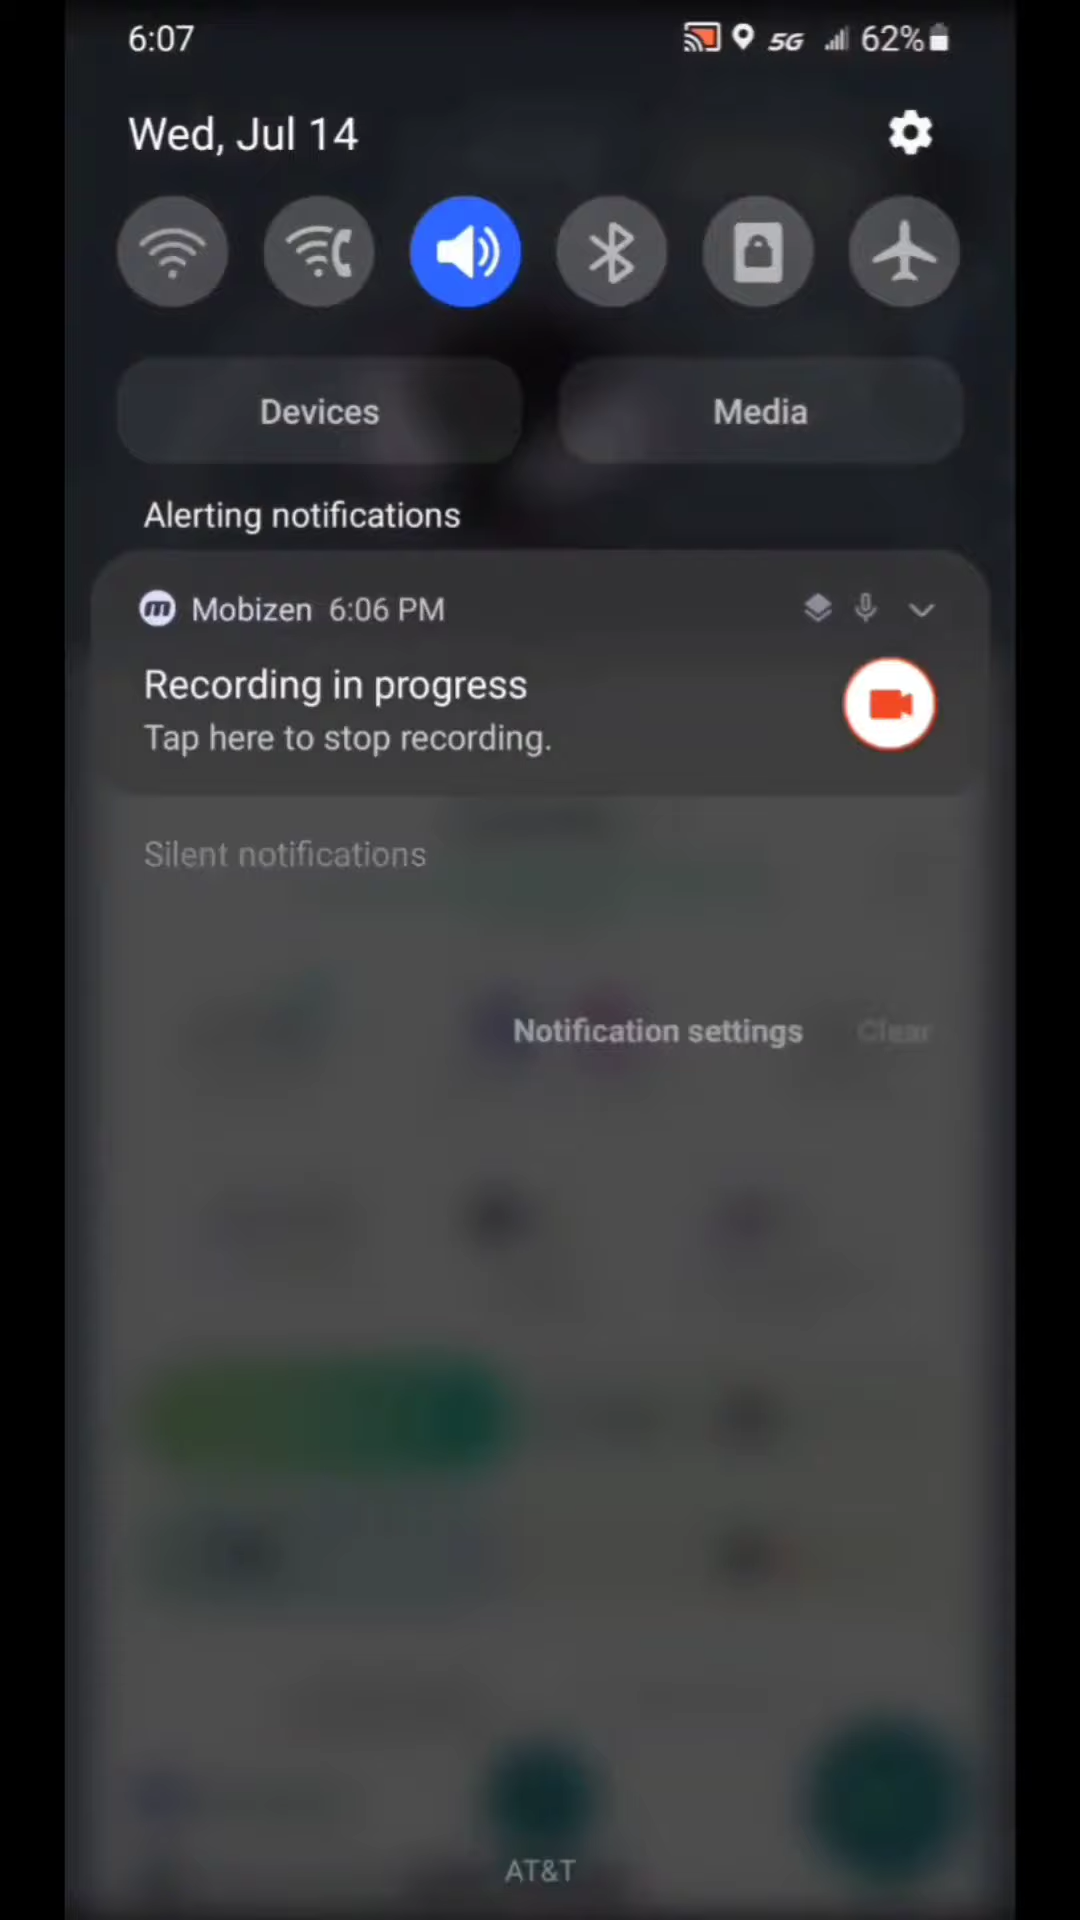 6:07
5G
62%
Wed, Jul 14
Devices
Media
Alerting notifications
m
Mobizen 6:06 PM
Recording in progress
Tap here to stop recording.
Silent notifications
Notification settings
Clear
AT&T